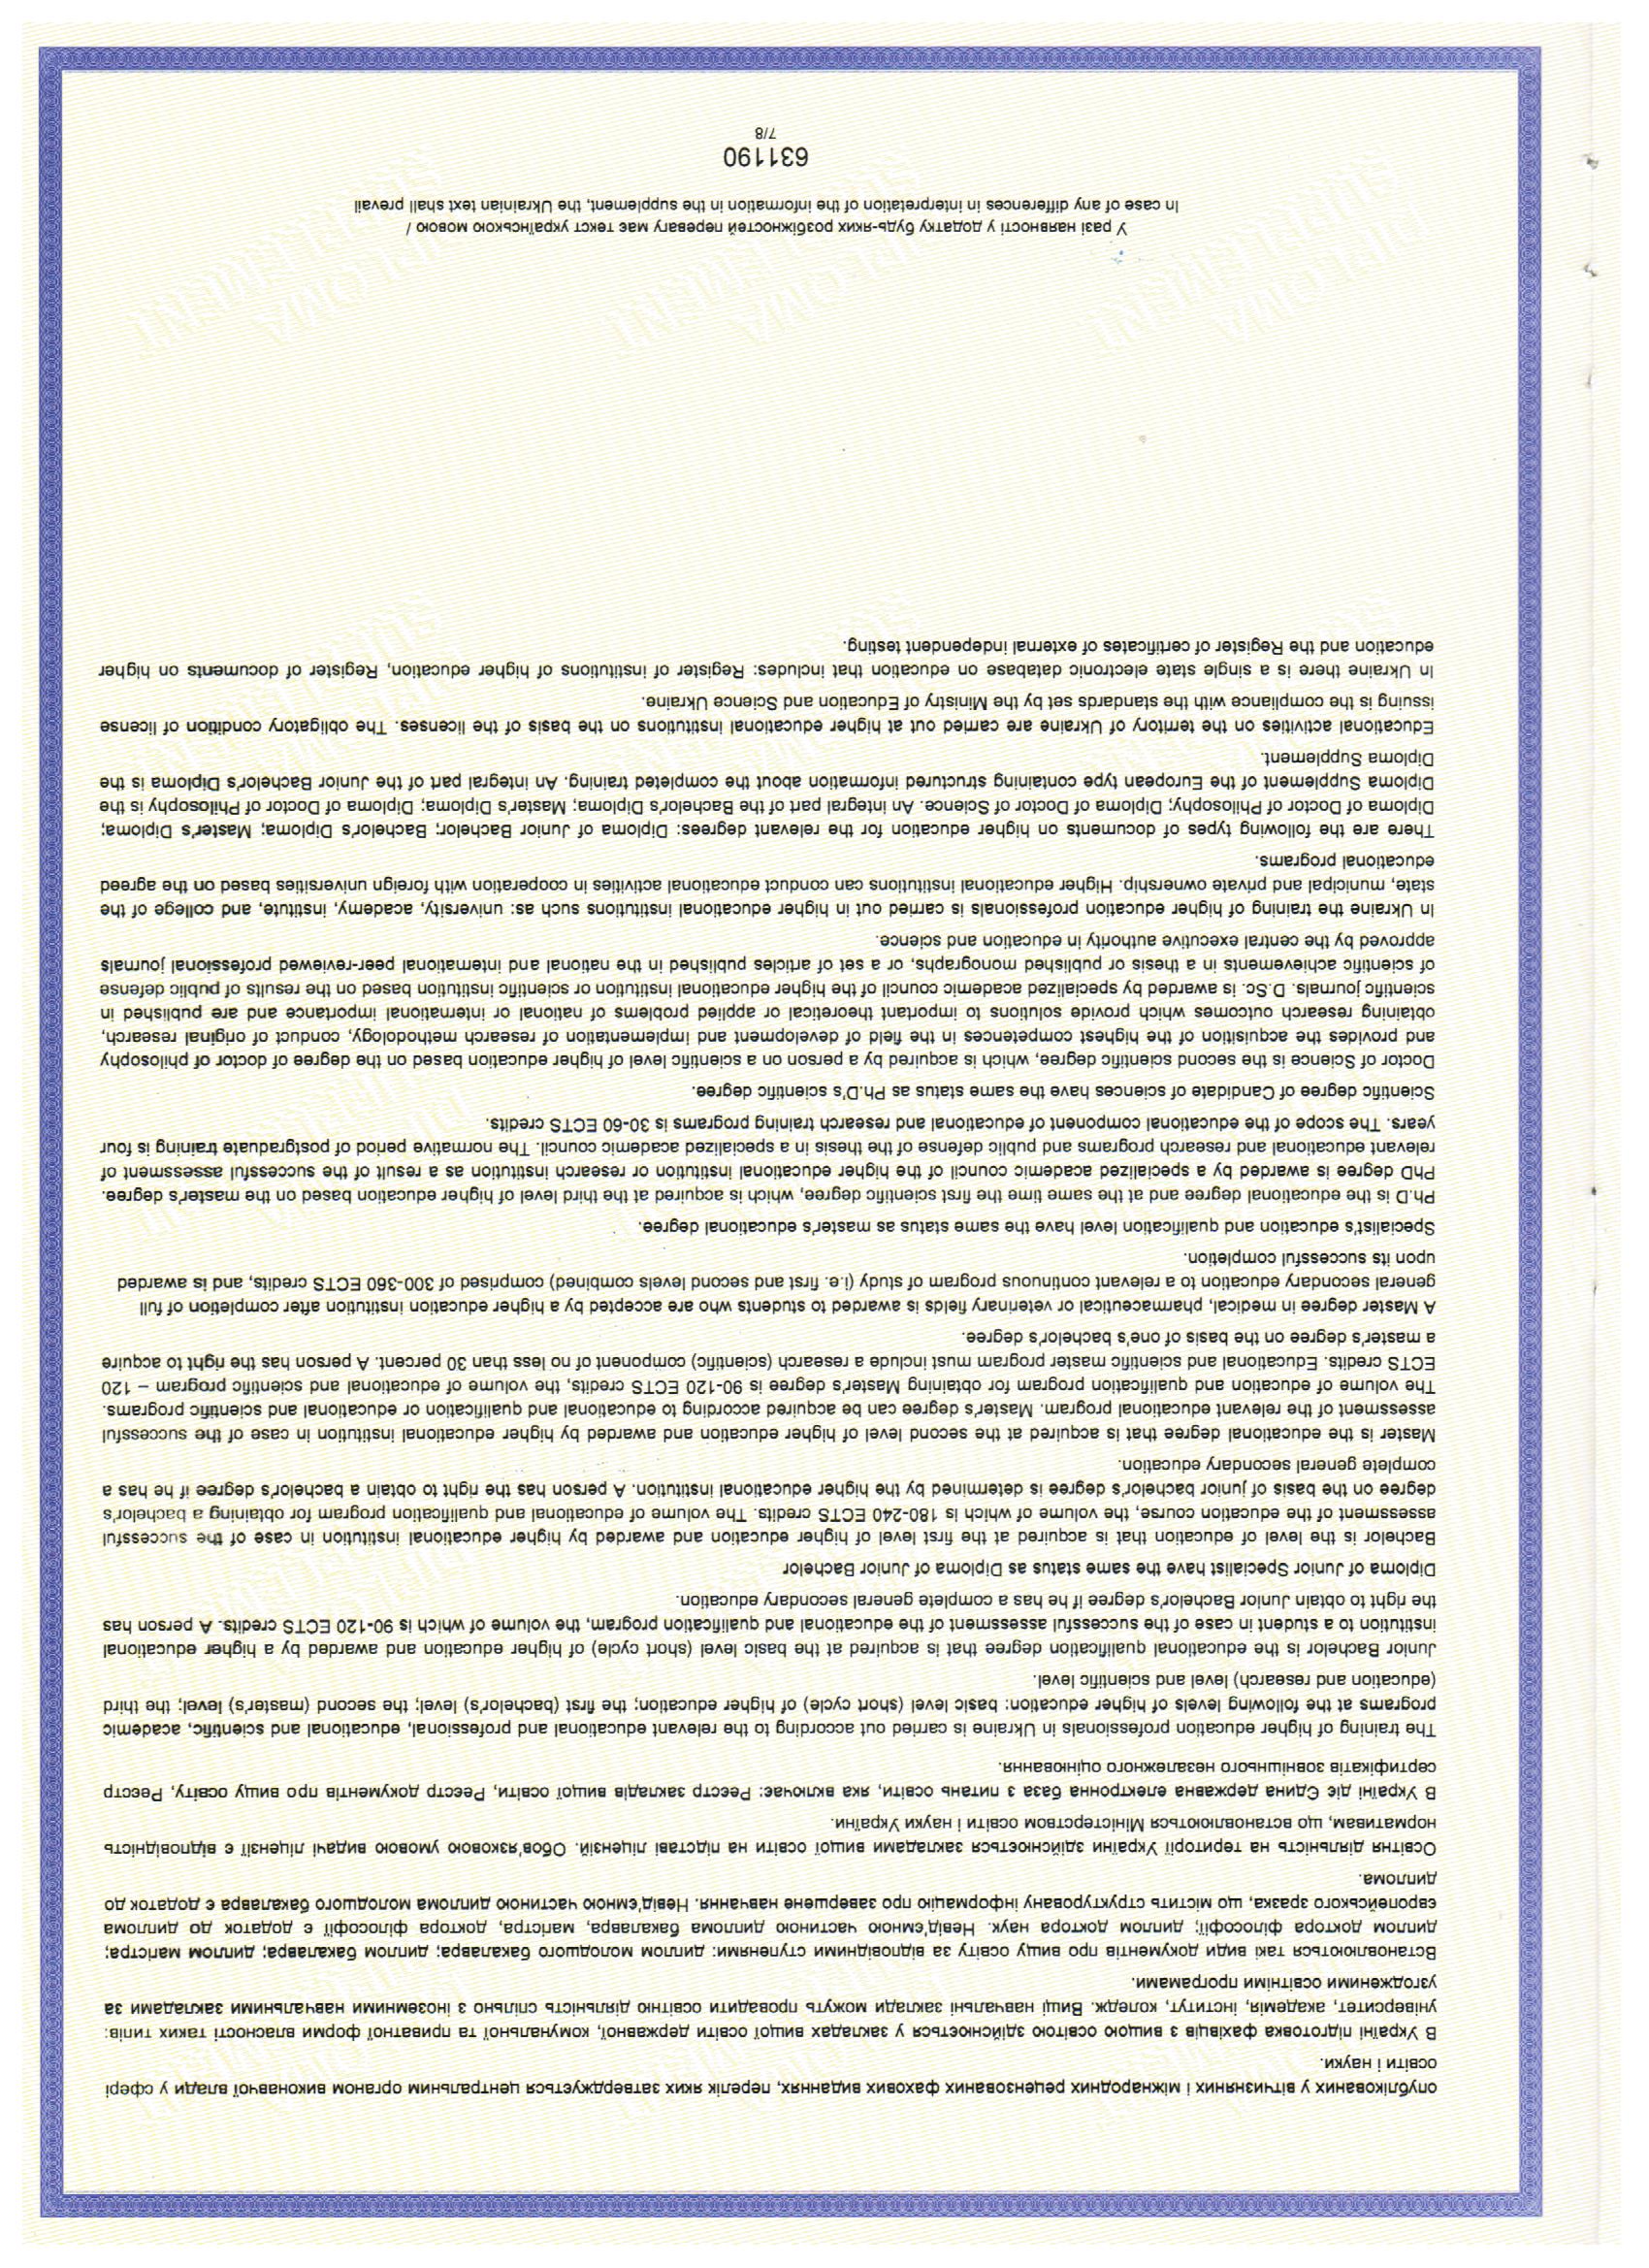 опублікованих у вітчизняних і міжнародних рецензованих фахових виданнях, перелік яких затверджується центральним органом виконавчої влади у сфері
освіти і науки.
В Україні підготовка фахівців з вищою освітою здійснюється у закладах вищої освіти державної, комунальної та приватної форми власності таких типів:
університет, академія, інститут, коледж. Вищі навчальні заклади можуть провадити освітню діяльність спільно з іноземними навчальними закладами за
узгодженими освітніми програмами.
Встановлюються такі види документів про вищу освіту за відповідними ступенями: диплом молодшого бакалавра; диплом бакалавра; диплом магістра;
диплом доктора філософії; диплом доктора наук. Невід'ємною частиною диплома бакалавра, магістра, доктора філософії є додаток до диплома
європейського зразка, що містить структуровану інформацію про завершене навчання. Невід'ємною частиною диплома молодшого бакалавра є додаток до
диплома.
Освітня діяльність на території України здійснюється закладами вищої освіти на підставі ліцензій. Обов'язковою умовою видачі ліцензії є відповідність
нормативам, що встановлюються Міністерством освіти і науки України.
В Україні діє Єдина державна електронна база з питань освіти, яка включає: Реєстр закладів вищої освіти, Реєстр документів про вищу освіту, Реєстр
сертифікатів зовнішнього незалежного оцінювання.
The training of higher education professionals in Ukraine is carried out according to the relevant educational and professional, educational and scientific, academic
programs at the following levels of higher education: basic level (short cycle) of higher education; the first (bachelor's) level; the second (master's) level; the third
(education and research) level and scientific level.
Junior Bachelor is the educational qualification degree that is acquired at the basic level (short cycle) of higher education and awarded by a higher educational
institution to a student in case of the successful assessment of the educational and qualification program, the volume of which is 90-120 ECTS credits. A person has
the right to obtain Junior Bachelor's degree if he has a complete general secondary education.
Diploma of Junior Specialist have the same status as Diploma of Junior Bachelor
Bachelor is the level of education that is acquired at the first level of higher education and awarded by higher educational institution in case of the successful
assessment of the education course, the volume of which is 180-240 ECTS credits. The volume of educational and qualification program for obtaining a bachelor's
degree on the basis of junior bachelor's degree is determined by the higher educational institution. A person has the right to obtain a bachelor's degree if he has a
complete general secondary education.
Master is the educational degree that is acquired at the second level of higher education and awarded by higher educational institution in case of the successful
assessment of the relevant educational program. Master's degree can be acquired according to educational and qualification or educational and scientific programs.
The volume of education and qualification program for obtaining Master's degree is 90-120 ECTS credits, the volume of educational and scientific program – 120
ECTS credits. Educational and scientific master program must include a research (scientific) component of no less than 30 percent. A person has the right to acquire
a master's degree on the basis of one's bachelor's degree.
A Master degree in medical, pharmaceutical or veterinary fields is awarded to students who are accepted by a higher education institution after completion of full
general secondary education to a relevant continuous program of study (i.e. first and second levels combined) comprised of 300-360 ECTS credits, and is awarded
upon its successful completion.
Specialist's education and qualification level have the same status as master's educational degree.
Ph.D is the educational degree and at the same time the first scientific degree, which is acquired at the third level of higher education based on the master's degree.
PhD degree is awarded by a specialized academic council of the higher educational institution or research institution as a result of the successful assessment of
relevant educational and research programs and public defense of the thesis in a specialized academic council. The normative period of postgraduate training is four
years. The scope of the educational component of educational and research training programs is 30-60 ECTS credits.
Scientific degree of Candidate of sciences have the same status as Ph.D's scientific degree.
Doctor of Science is the second scientific degree, which is acquired by a person on a scientific level of higher education based on the degree of doctor of philosophy
and provides the acquisition of the highest competences in the field of development and implementation of research methodology, conduct of original research,
obtaining research outcomes which provide solutions to important theoretical or applied problems of national or international importance and are published in
scientific journals. D.Sc. is awarded by specialized academic council of the higher educational institution or scientific institution based on the results of public defense
of scientific achievements in a thesis or published monographs, or a set of articles published in the national and international peer-reviewed professional journals
approved by the central executive authority in education and science.
In Ukraine the training of higher education professionals is carried out in higher educational institutions such as: university, academy, institute, and college of the
state, municipal and private ownership. Higher educational institutions can conduct educational activities in cooperation with foreign universities based on the agreed
educational programs.
There are the following types of documents on higher education for the relevant degrees: Diploma of Junior Bachelor; Bachelor's Diploma; Master's Diploma;
Diploma of Doctor of Philosophy; Diploma of Doctor of Science. An integral part of the Bachelor's Diploma; Master's Diploma; Diploma of Doctor of Philosophy is the
Diploma Supplement of the European type containing structured information about the completed training. An integral part of the Junior Bachelor's Diploma is the
Diploma Supplement.
Educational activities on the territory of Ukraine are carried out at higher educational institutions on the basis of the licenses. The obligatory condition of license
issuing is the compliance with the standards set by the Ministry of Education and Science Ukraine.
In Ukraine there is a single state electronic database on education that includes: Register of institutions of higher education, Register of documents on higher
education and the Register of certificates of external independent testing.
У разі наявності у додатку будь-яких розбіжностей перевагу має текст українською мовою /
In case of any differences in interpretation of the information in the supplement, the Ukrainian text shall prevail
631190
7/8